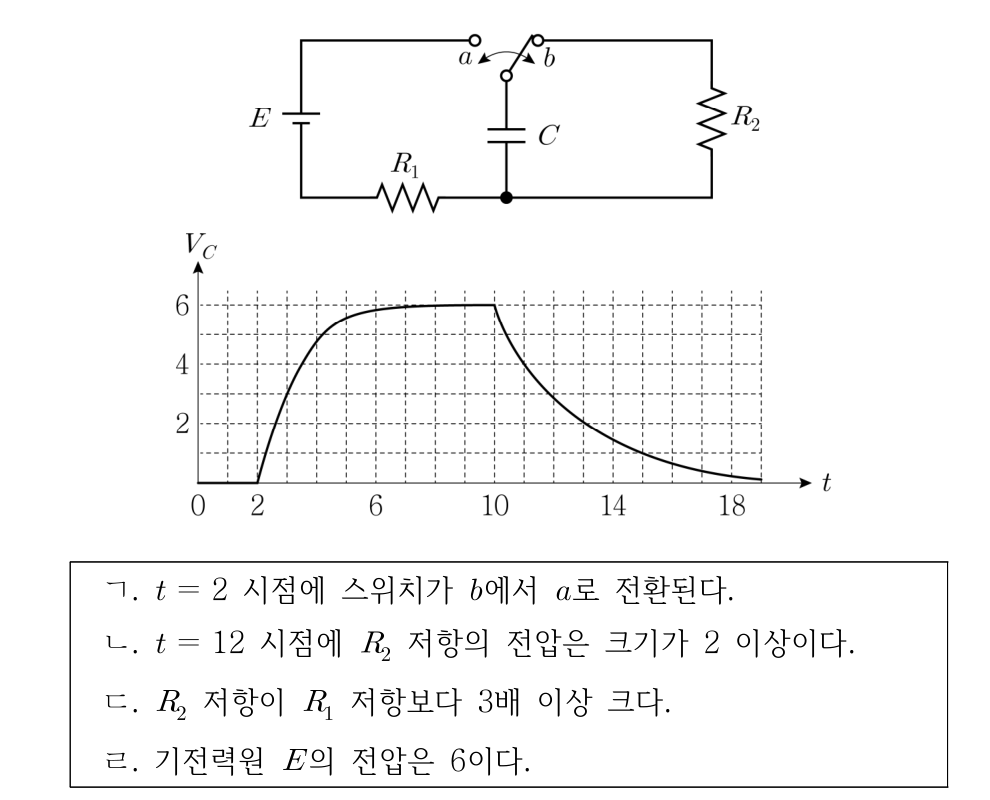 a b
E C R₂
R₁
V_C
6
4
2
0 2 6 10 14 18 t
ㄱ. t = 2 시점에 스위치가 b에서 a로 전환된다.
ㄴ. t = 12 시점에 R₂ 저항의 전압은 크기가 2 이상이다.
ㄷ. R₂ 저항이 R₁ 저항보다 3배 이상 크다.
ㄹ. 기전력원 E의 전압은 6이다.